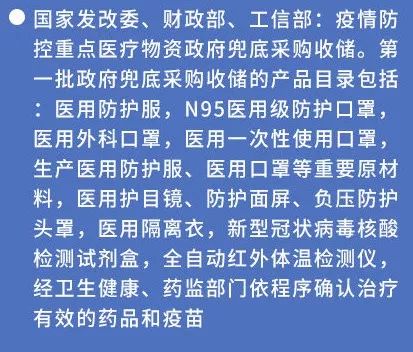 国家发改委、财政部、工信部：疫情防
控重点医疗物资政府兜底采购收储。第
一批政府兜底采购收储的产品目录包括
：医用防护服，N95医用级防护口罩，
医用外科口罩，医用一次性使用口罩，
生产医用防护服、医用口罩等重要原材
料，医用护目镜、防护面屏、负压防护
头罩，医用隔离衣，新型冠状病毒核酸
检测试剂盒，全自动红外体温检测仪，
经卫生健康、药监部门依程序确认治疗
有效的药品和疫苗